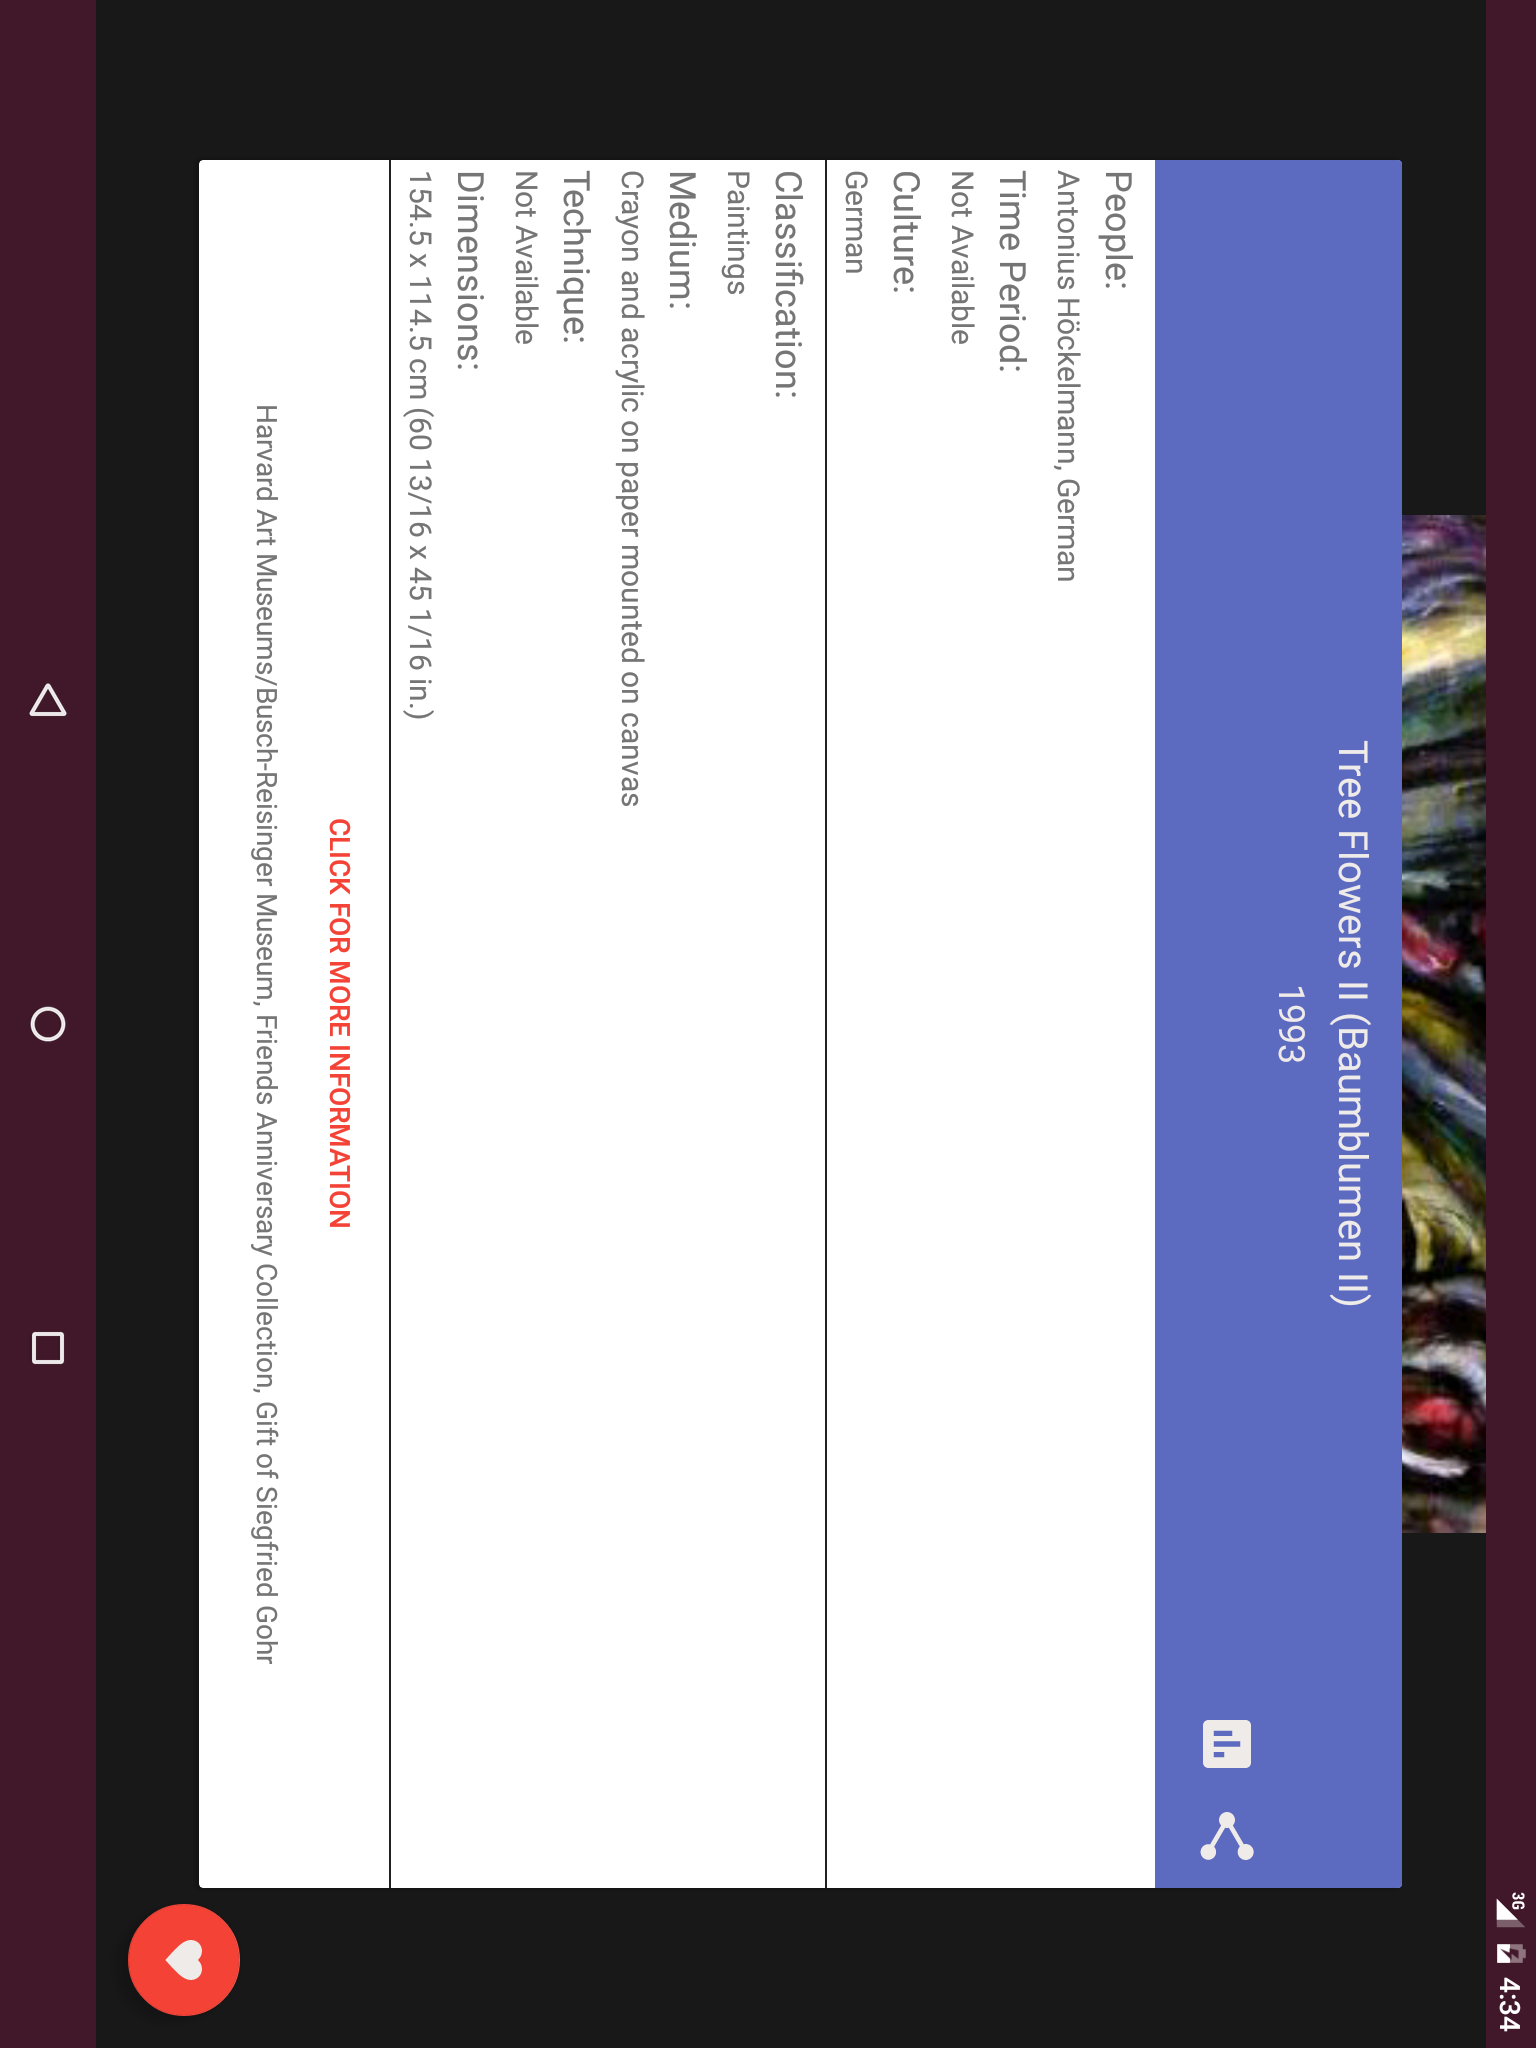 3G 4:34
Tree Flowers II (Baumblumen II)
1993
People:
Antonius Höckelmann, German
Time Period:
Not Available
Culture:
German
Classification:
Paintings
Medium:
Crayon and acrylic on paper mounted on canvas
Technique:
Not Available
Dimensions:
154.5 x 114.5 cm (60 13/16 x 45 1/16 in.)
CLICK FOR MORE INFORMATION
Harvard Art Museums/Busch-Reisinger Museum, Friends Anniversary Collection, Gift of Siegfried Gohr